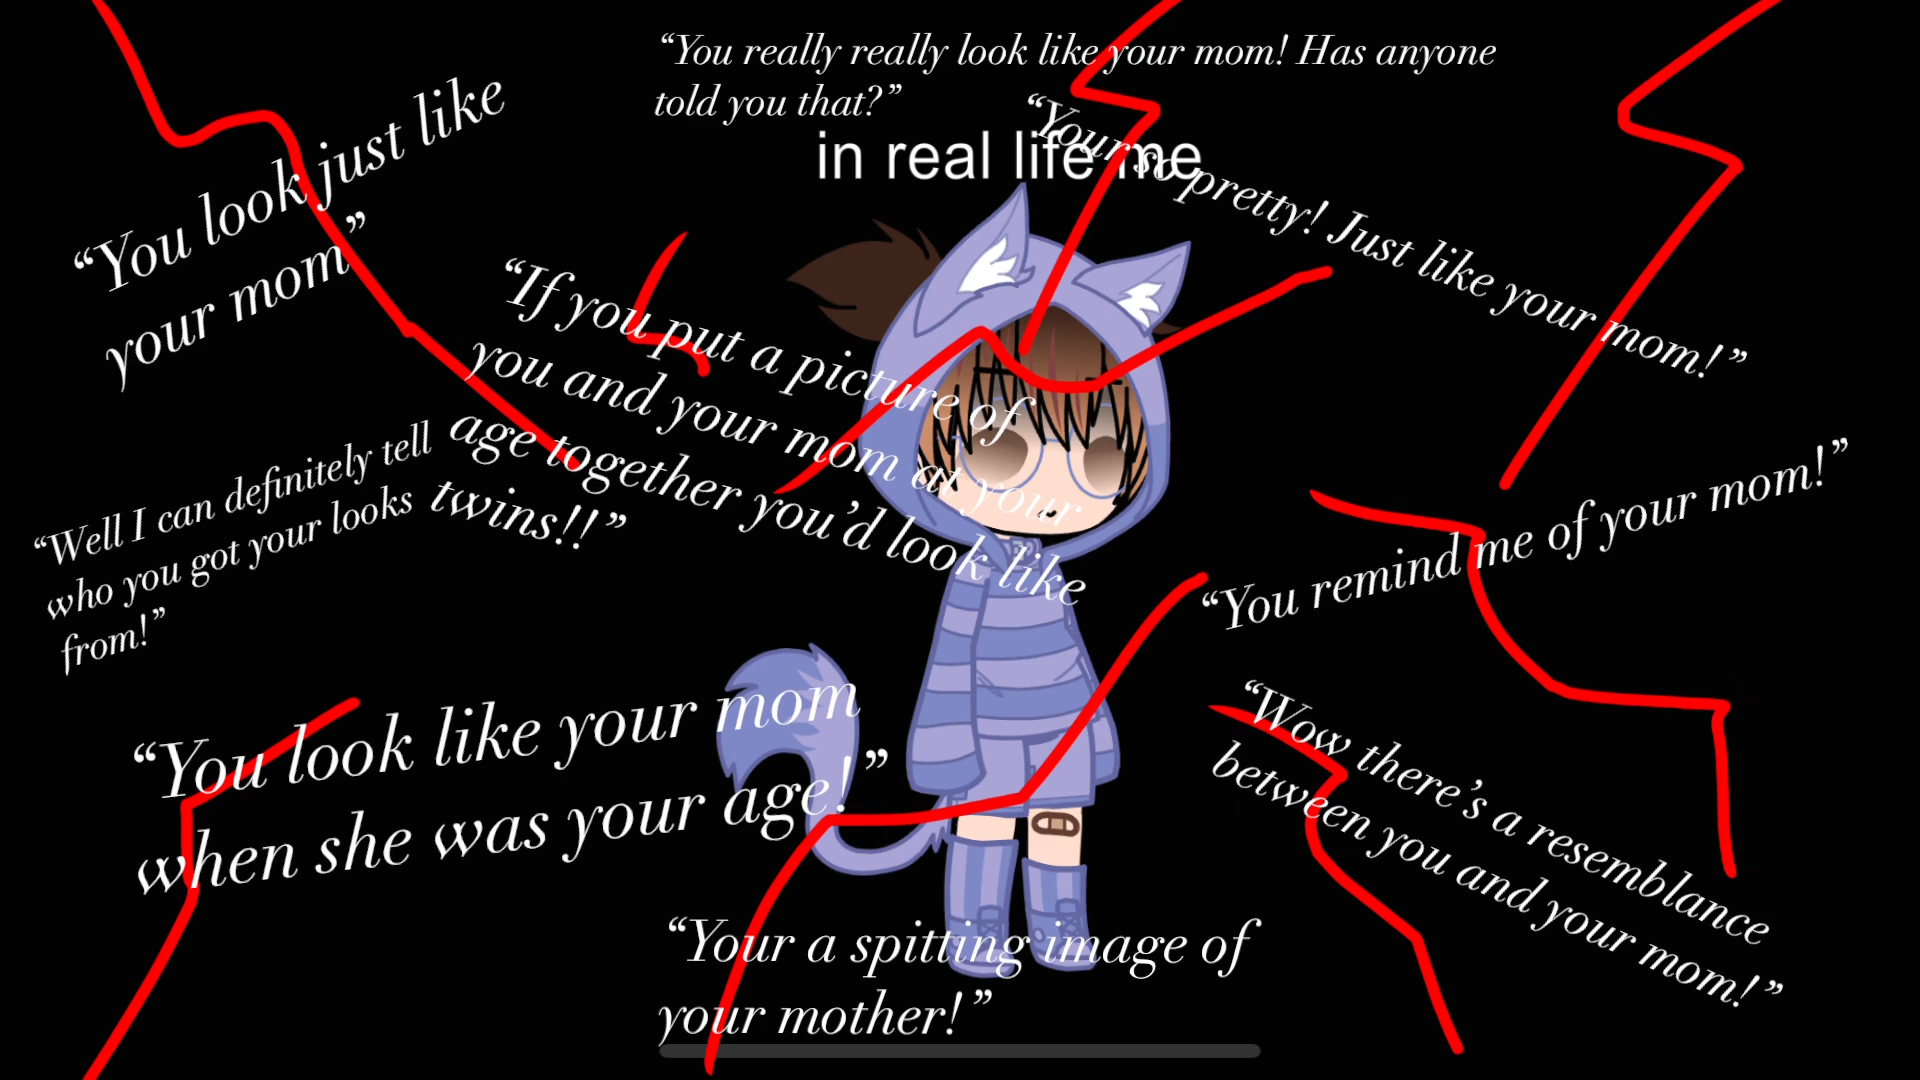 “You really really look like your mom! Has anyone
told you that?”
in real life me
“Your so pretty! Just like your mom!”
“You look just like
your mom”
“If you put a picture of
you and your mom at your
age together you’d look like
twins!!”
“Well I can definitely tell
who you got your looks
from!”
“You remind me of your mom!”
“You look like your mom
when she was your age!”
“Wow there’s a resemblance
between you and your mom!”
“Your a spitting image of
your mother!”